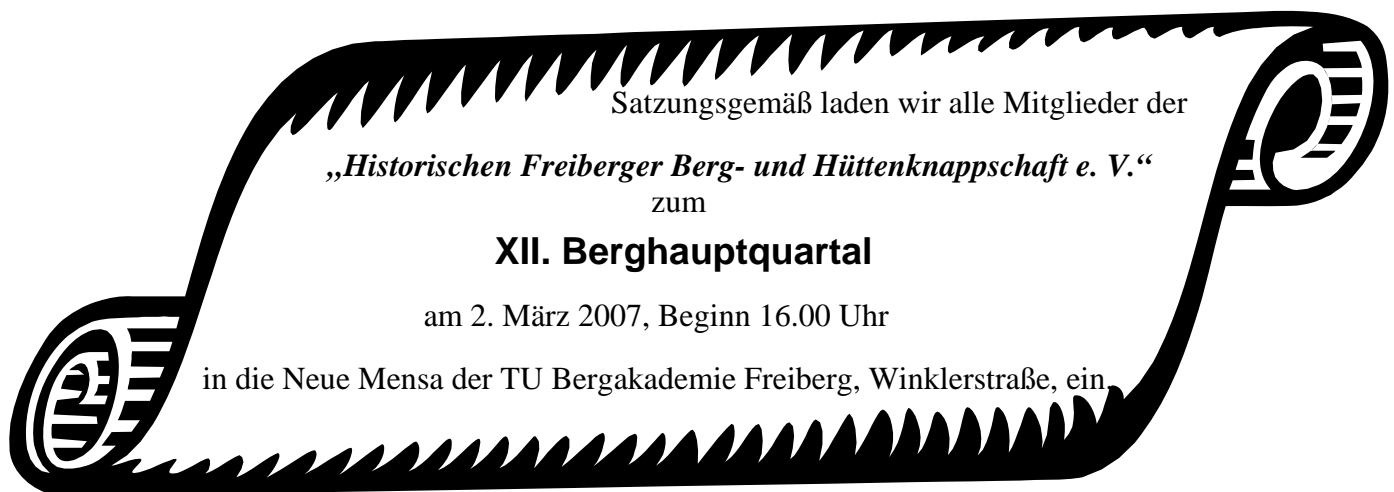 Satzungsgemäß laden wir alle Mitglieder der
„Historischen Freiberger Berg- und Hüttenknappschaft e. V.“
zum
XII. Berghauptquartal
am 2. März 2007, Beginn 16.00 Uhr
in die Neue Mensa der TU Bergakademie Freiberg, Winklerstraße, ein.